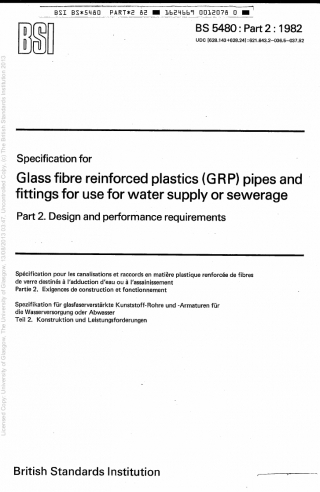 BSI BS*5480 PART*2 82 ■ 1624669 0012078 0 ■
BSI
BS 5480 : Part 2 : 1982
UDC [628.143+628.24] : 621.643.2–036.5–037.82
Specification for
Glass fibre reinforced plastics (GRP) pipes and
fittings for use for water supply or sewerage
Part 2. Design and performance requirements
Spécification pour les canalisations et raccords en matière plastique renforcée de fibres
de verre destinés à l'adduction d'eau ou à l'assainissement
Partie 2. Exigences de construction et fonctionnement
Spezifikation für glasfaserverstärkte Kunststoff-Rohre und -Armaturen für
die Wasserversorgung oder Abwasser
Teil 2. Konstruktion und Leistungsforderungen
British Standards Institution
Licensed Copy: University of Glasgow, The University of Glasgow, 13/09/2013 03:47, Uncontrolled Copy, (c) The British Standards Institution 2013